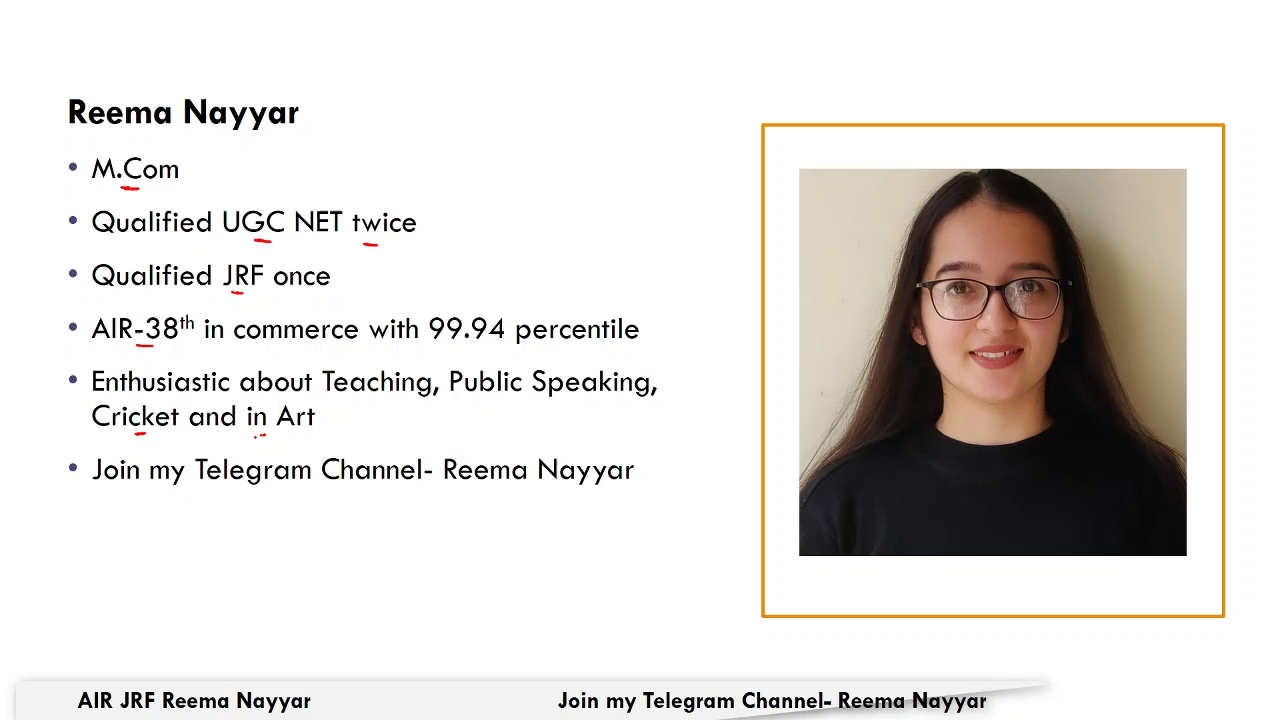 Reema Nayyar
• M.Com
• Qualified UGC NET twice
• Qualified JRF once
• AIR-38th in commerce with 99.94 percentile
• Enthusiastic about Teaching, Public Speaking,
Cricket and in Art
• Join my Telegram Channel- Reema Nayyar
AIR JRF Reema Nayyar
Join my Telegram Channel- Reema Nayyar